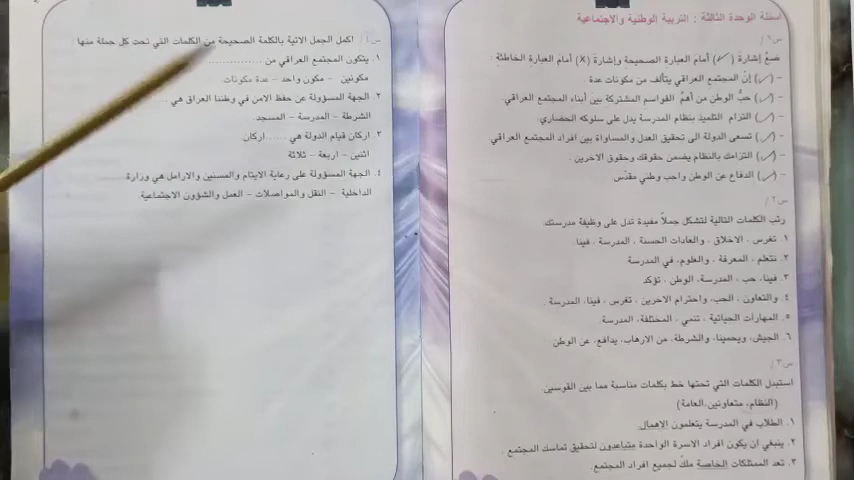 اسئلة الوحدة الثالثة : التربية الوطنية والاجتماعية
س١/
ضعْ إشارة (✓) أمام العبارة الصحيحة وإشارة (X) أمام العبارة الخاطئة :
- (✓) إنّ المجتمع العراقي يتألف من مكونات عدة .
- (✓) حبُّ الوطن من أهمُ القواسم المشتركة بين أبناء المجتمع العراقي.
- (✓) التزام التلميذ بنظام المدرسة يدل على سلوكه الحضاري.
- (✓) تسعى الدولة الى تحقيق العدل والمساواة بين افراد المجتمع العراقي.
- (✓) التزامك بالنظام يضمن حقوقك وحقوق الاخرين .
- (✓) الدفاع عن الوطن واجب وطني مقدّس.
س٢/
رتب الكلمات التالية لتشكل جملاً مفيدة تدل على وظيفة مدرستك.
١. تغرس ، الاخلاق ، والعادات الحسنة ، المدرسة ، فينا
٢. نتعلم ، المعرفة ، والعلوم، في المدرسة
٣. فينا، حب ، المدرسة، الوطن ، تؤكد
٤. والتعاون ، الحب، واحترام الاخرين ، تغرس ، فينا، المدرسة
٥. المهارات الحياتية ، تنمي ، المختلفة، المدرسة.
٦. الجيش، ويحمينا، والشرطة، من الارهاب، يدافع، عن الوطن
س٣/
استبدل الكلمات التي تحتها خط بكلمات مناسبة مما بين القوسين.
(النظام، متعاونين، العامة)
١. الطلاب في المدرسة يتعلمون الاهمال.
٢. ينبغي ان يكون افراد الاسرة الواحدة متباعدون لتحقيق تماسك المجتمع .
٣. تعد الممتلكات الخاصة ملكٌ لجميع افراد المجتمع.
س٤/ اكمل الجمل الاتية بالكلمة الصحيحة من الكلمات التي تحت كل جملة منها :
١. يتكون المجتمع العراقي من ..............
مكونين - مكون واحد - عدة مكونات.
٢. الجهة المسؤولة عن حفظ الامن في وطننا العراق هي
الشرطة - المدرسة - المسجد.
٣. اركان قيام الدولة هي ......اركان
اثنين - اربعة - ثلاثة
٤. الجهة المسؤولة على رعاية الايتام والمسنين والارامل هي وزارة
الداخلية - النقل والمواصلات - العمل والشؤون الاجتماعية